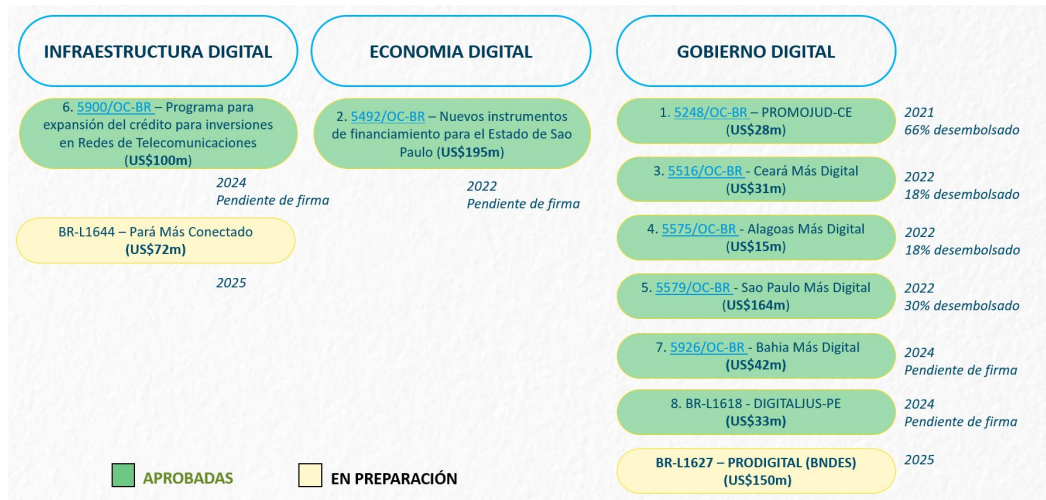 INFRAESTRUCTURA DIGITAL
6. 5900/OC-BR – Programa para
expansión del crédito para inversiones
en Redes de Telecomunicaciones
(US$100m)
2024
Pendiente de firma
BR-L1644 – Pará Más Conectado
(US$72m)
2025
ECONOMIA DIGITAL
2. 5492/OC-BR – Nuevos instrumentos
de financiamiento para el Estado de Sao
Paulo (US$195m)
2022
Pendiente de firma
GOBIERNO DIGITAL
1. 5248/OC-BR – PROMOJUD-CE
(US$28m)
2021
66% desembolsado
3. 5516/OC-BR - Ceará Más Digital
(US$31m)
2022
18% desembolsado
4. 5575/OC-BR - Alagoas Más Digital
(US$15m)
2022
18% desembolsado
5. 5579/OC-BR - Sao Paulo Más Digital
(US$164m)
2022
30% desembolsado
7. 5926/OC-BR - Bahia Más Digital
(US$42m)
2024
Pendiente de firma
8. BR-L1618 - DIGITALJUS-PE
(US$33m)
2024
Pendiente de firma
BR-L1627 – PRODIGITAL (BNDES)
(US$150m)
2025
APROBADAS
EN PREPARACIÓN